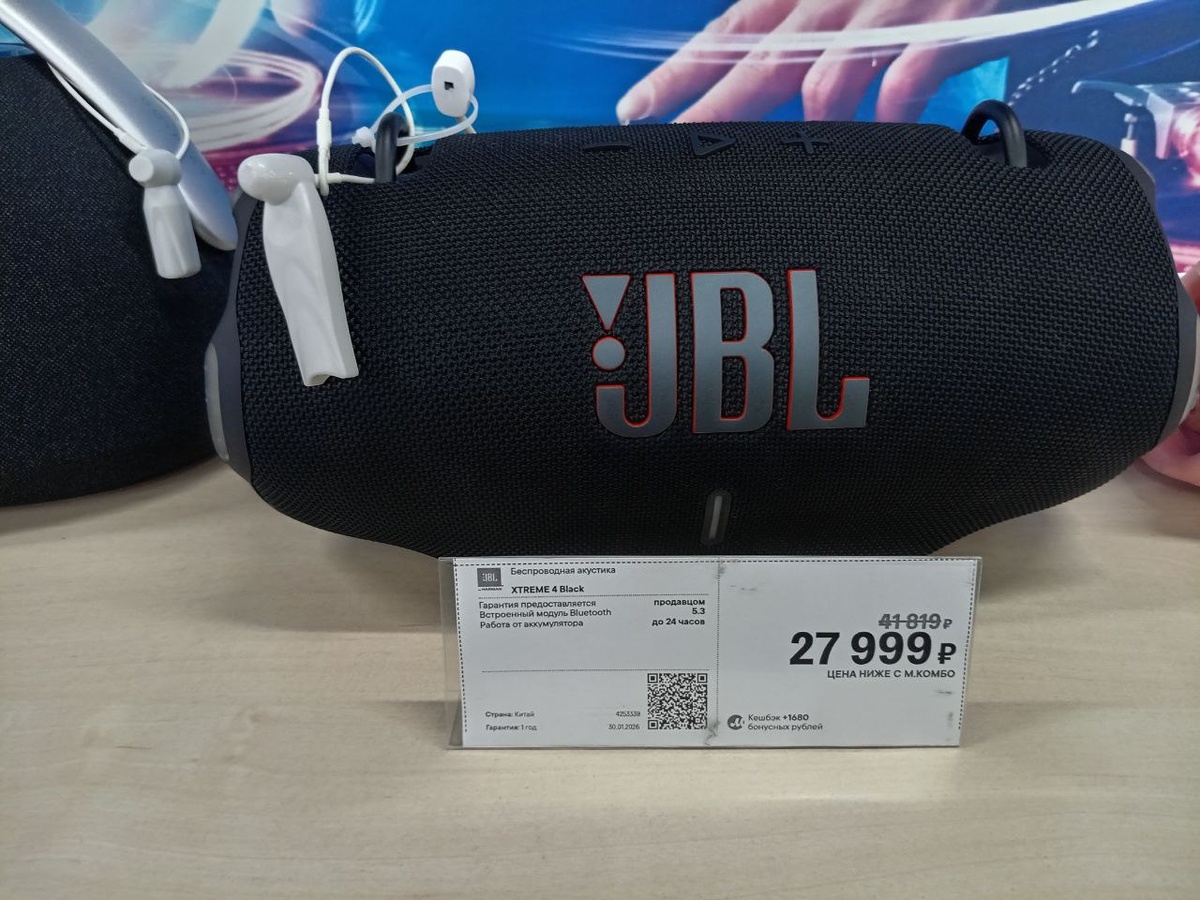 JBL
JBL
HARMAN
Беспроводная акустика
XTREME 4 Black
Гарантия предоставляется продавцом
Встроенный модуль Bluetooth 5.3
Работа от аккумулятора до 24 часов
Страна: Китай 4253339
Гарантия: 1 год 30.01.2026
41 819 ₽
27 999 ₽
ЦЕНА НИЖЕ С М.КОМБО
Кешбэк +1680
бонусных рублей